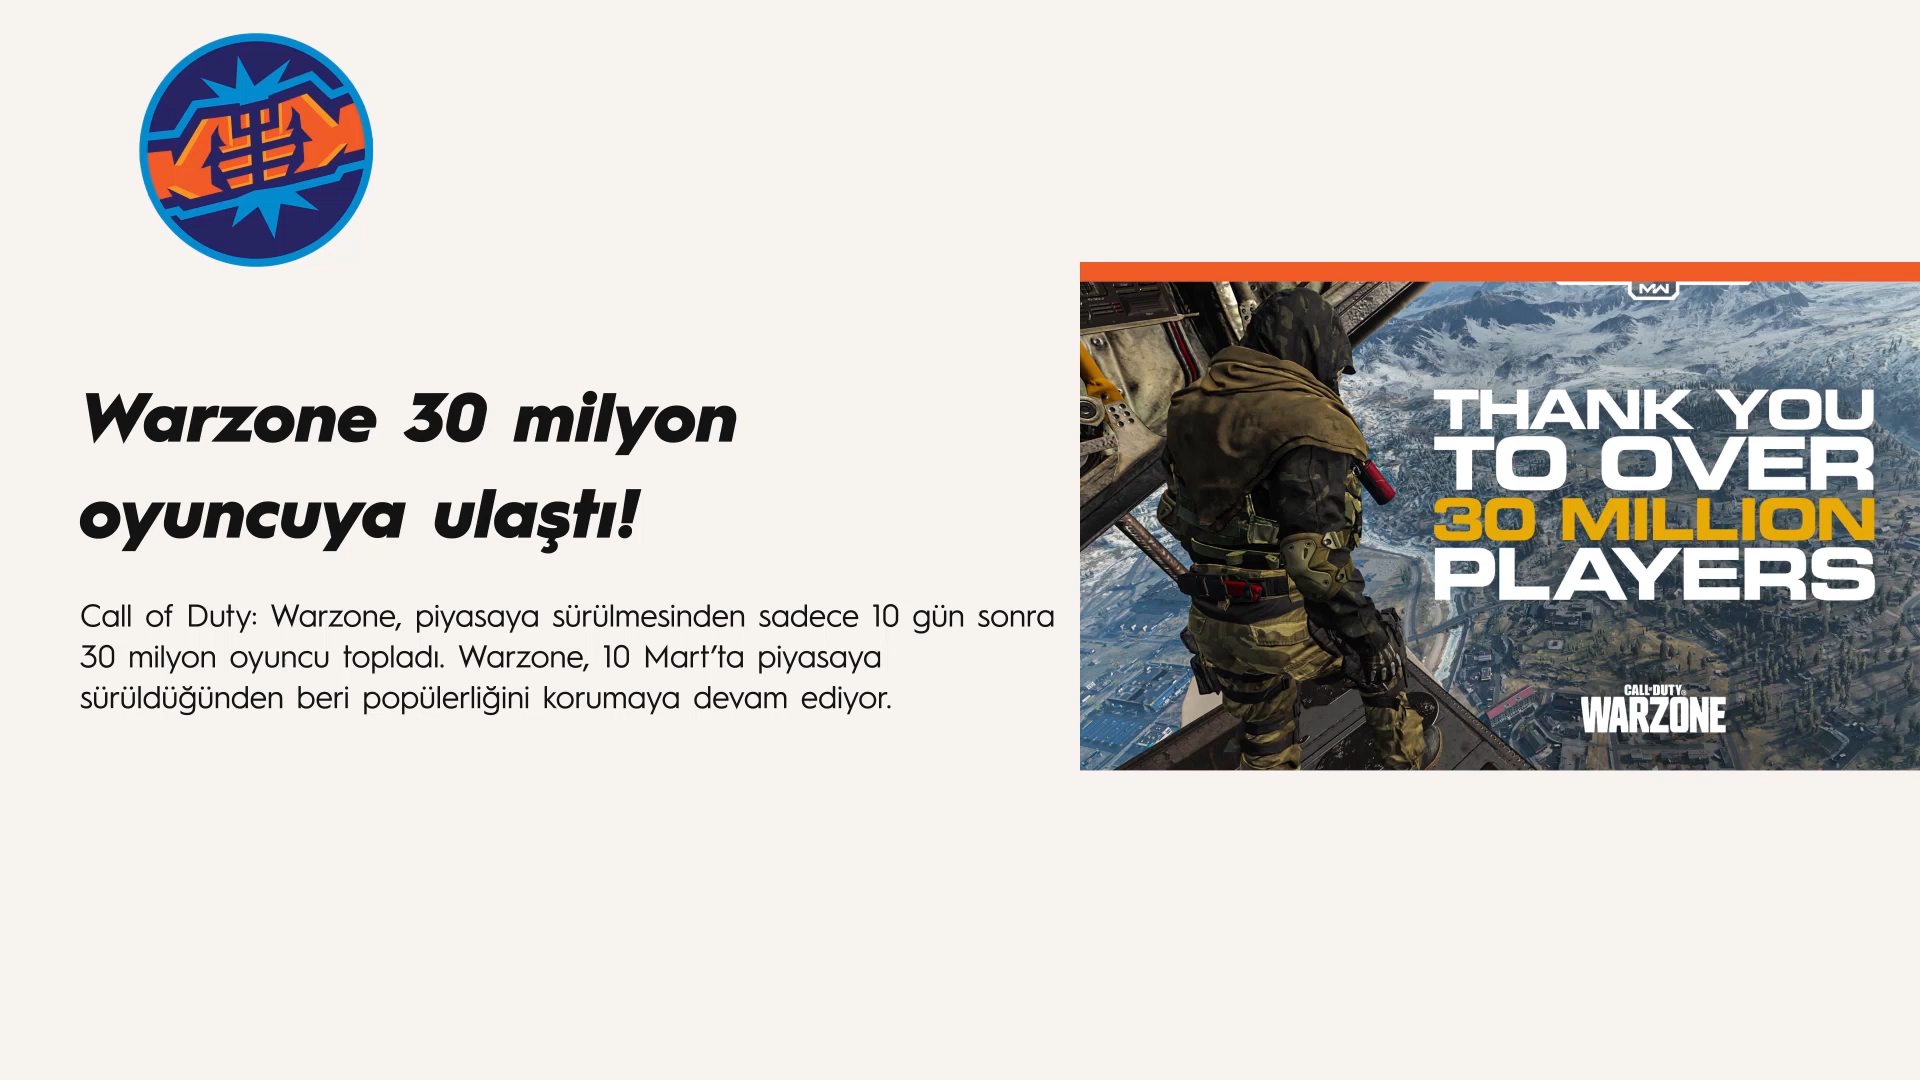 Warzone 30 milyon
oyuncuya ulaştı!
Call of Duty: Warzone, piyasaya sürülmesinden sadece 10 gün sonra
30 milyon oyuncu topladı. Warzone, 10 Mart’ta piyasaya
sürüldüğünden beri popülerliğini korumaya devam ediyor.
MW
THANK YOU
TO OVER
30 MILLION
PLAYERS
CALL OF DUTY
WARZONE